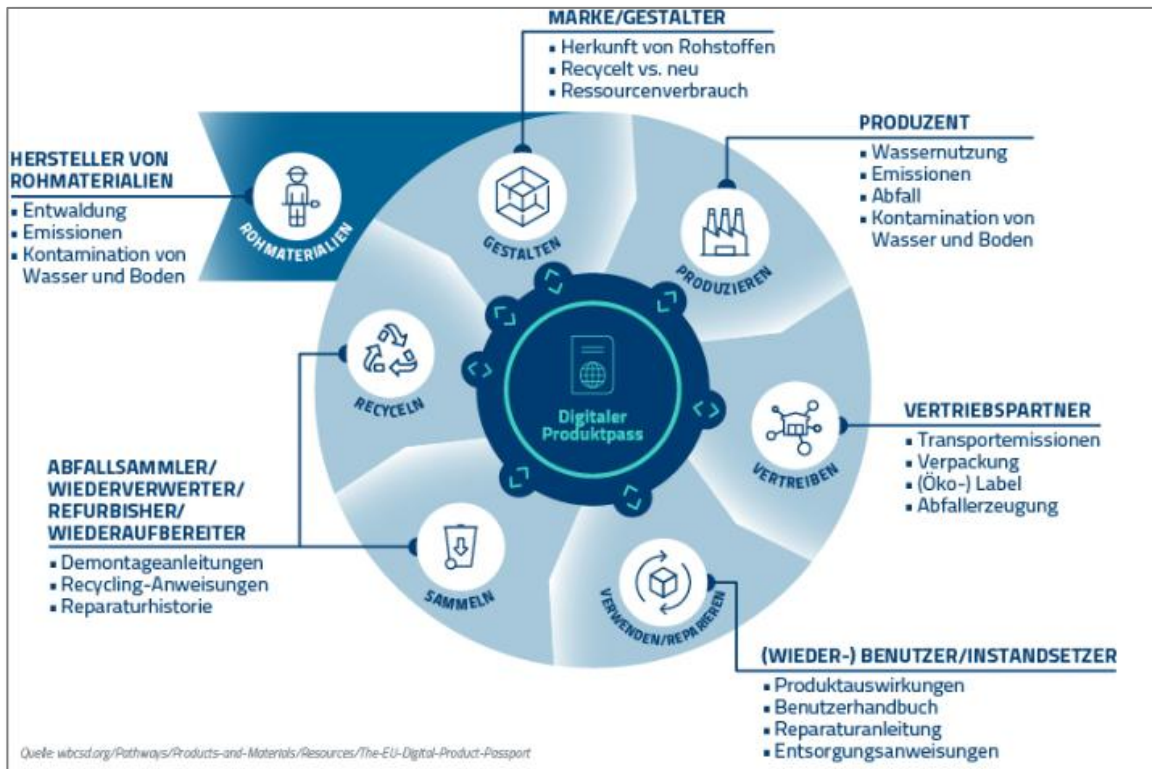 MARKE/GESTALTER
▪ Herkunft von Rohstoffen
▪ Recycelt vs. neu
▪ Ressourcenverbrauch
PRODUZENT
▪ Wassernutzung
▪ Emissionen
▪ Abfall
▪ Kontamination von
Wasser und Boden
HERSTELLER VON
ROHMATERIALIEN
▪ Entwaldung
▪ Emissionen
▪ Kontamination von
Wasser und Boden
ROHMATERIALIEN
GESTALTEN
PRODUZIEREN
RECYCELN
Digitaler
Produktpass
VERTREIBEN
VERTRIEBSPARTNER
▪ Transportemissionen
▪ Verpackung
▪ (Öko-) Label
▪ Abfallerzeugung
ABFALLSAMMLER/
WIEDERVERWERTER/
REFURBISHER/
WIEDERAUFBEREITER
▪ Demontageanleitungen
▪ Recycling-Anweisungen
▪ Reparaturhistorie
SAMMELN
VERWENDEN/REPARIEREN
(WIEDER-) BENUTZER/INSTANDSETZER
▪ Produktauswirkungen
▪ Benutzerhandbuch
▪ Reparaturanleitung
▪ Entsorgungsanweisungen
Quelle: wbcsd.org/Pathways/Products-and-Materials/Resources/The-EU-Digital-Product-Passport